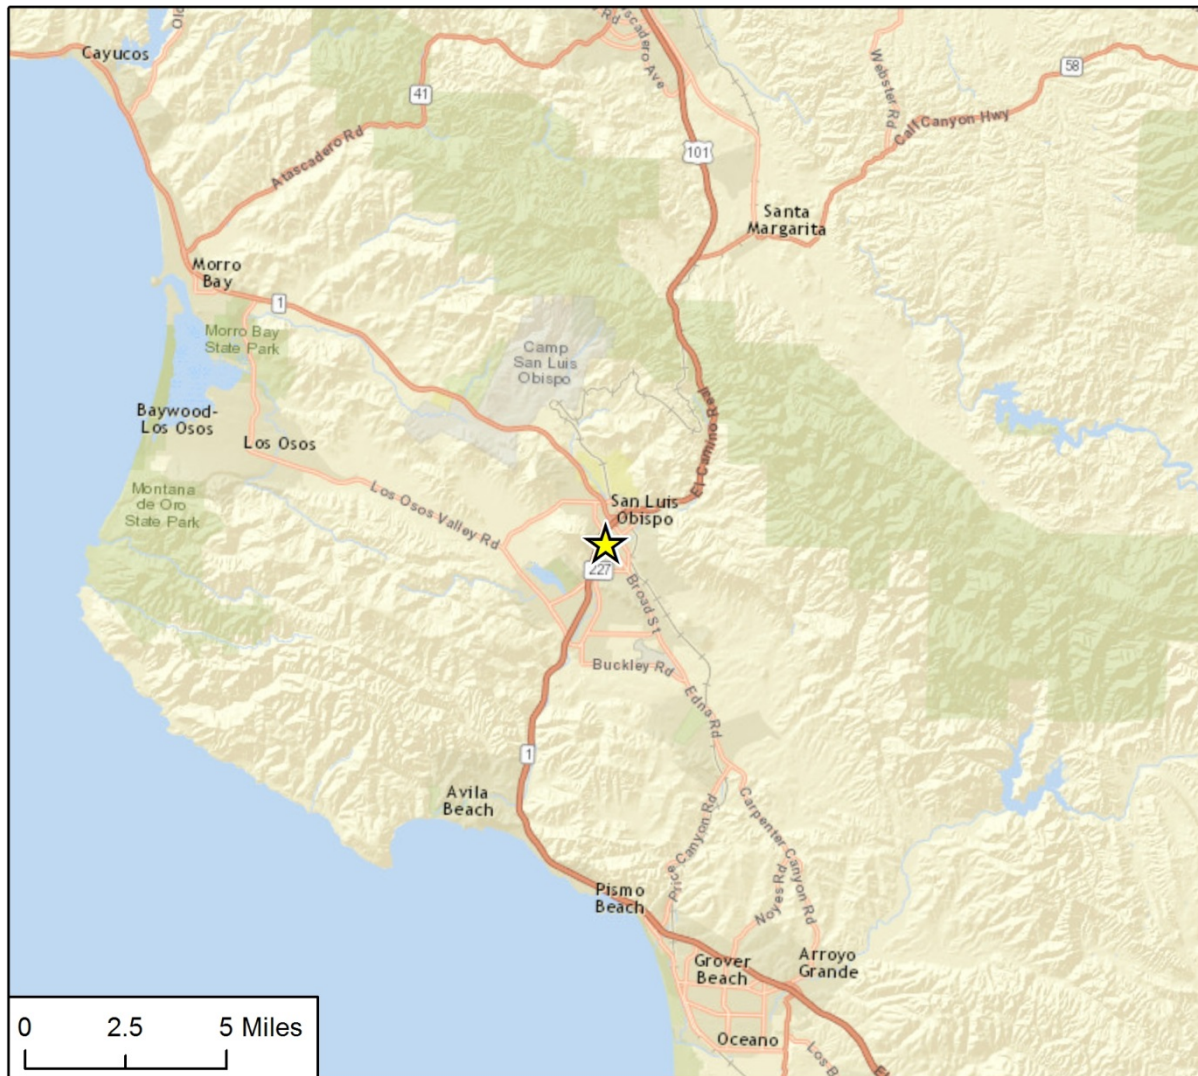 Cayucos
41
Atascadero Rd
101
58
Webster Rd
Calf Canyon Hwy
Santa
Margarita
Morro
Bay
1
Morro Bay
State Park
Camp
San Luis
Obispo
Baywood-
Los Osos
Los Osos
El Camino Real
Montana
de Oro
State Park
Los Osos Valley Rd
San Luis
Obispo
227
Broad St
Buckley Rd
Edna Rd
1
Avila
Beach
Price Canyon Rd
Carpenter Canyon Rd
Noyes Rd
Pismo
Beach
Grover
Beach
Arroyo
Grande
Oceano
0 2.5 5 Miles